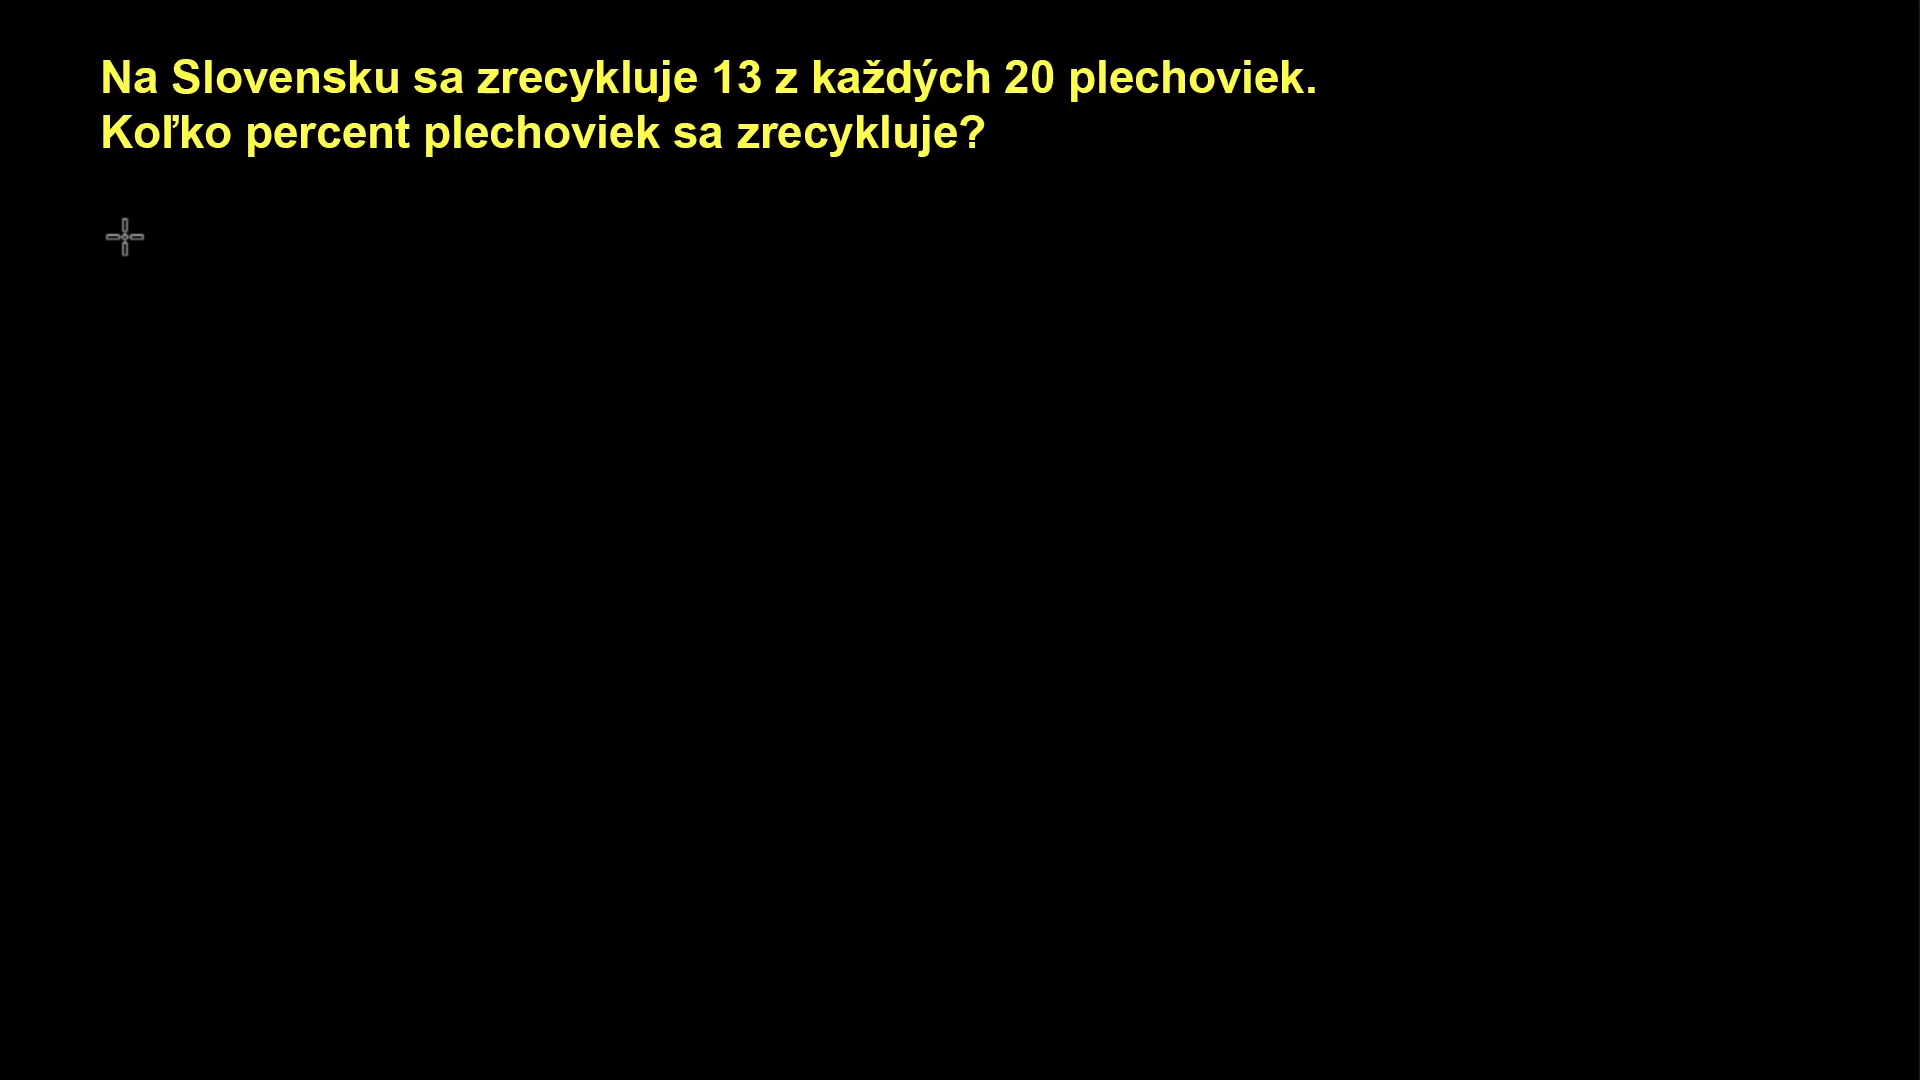 Na Slovensku sa zrecykluje 13 z každých 20 plechoviek.
Koľko percent plechoviek sa zrecykluje?